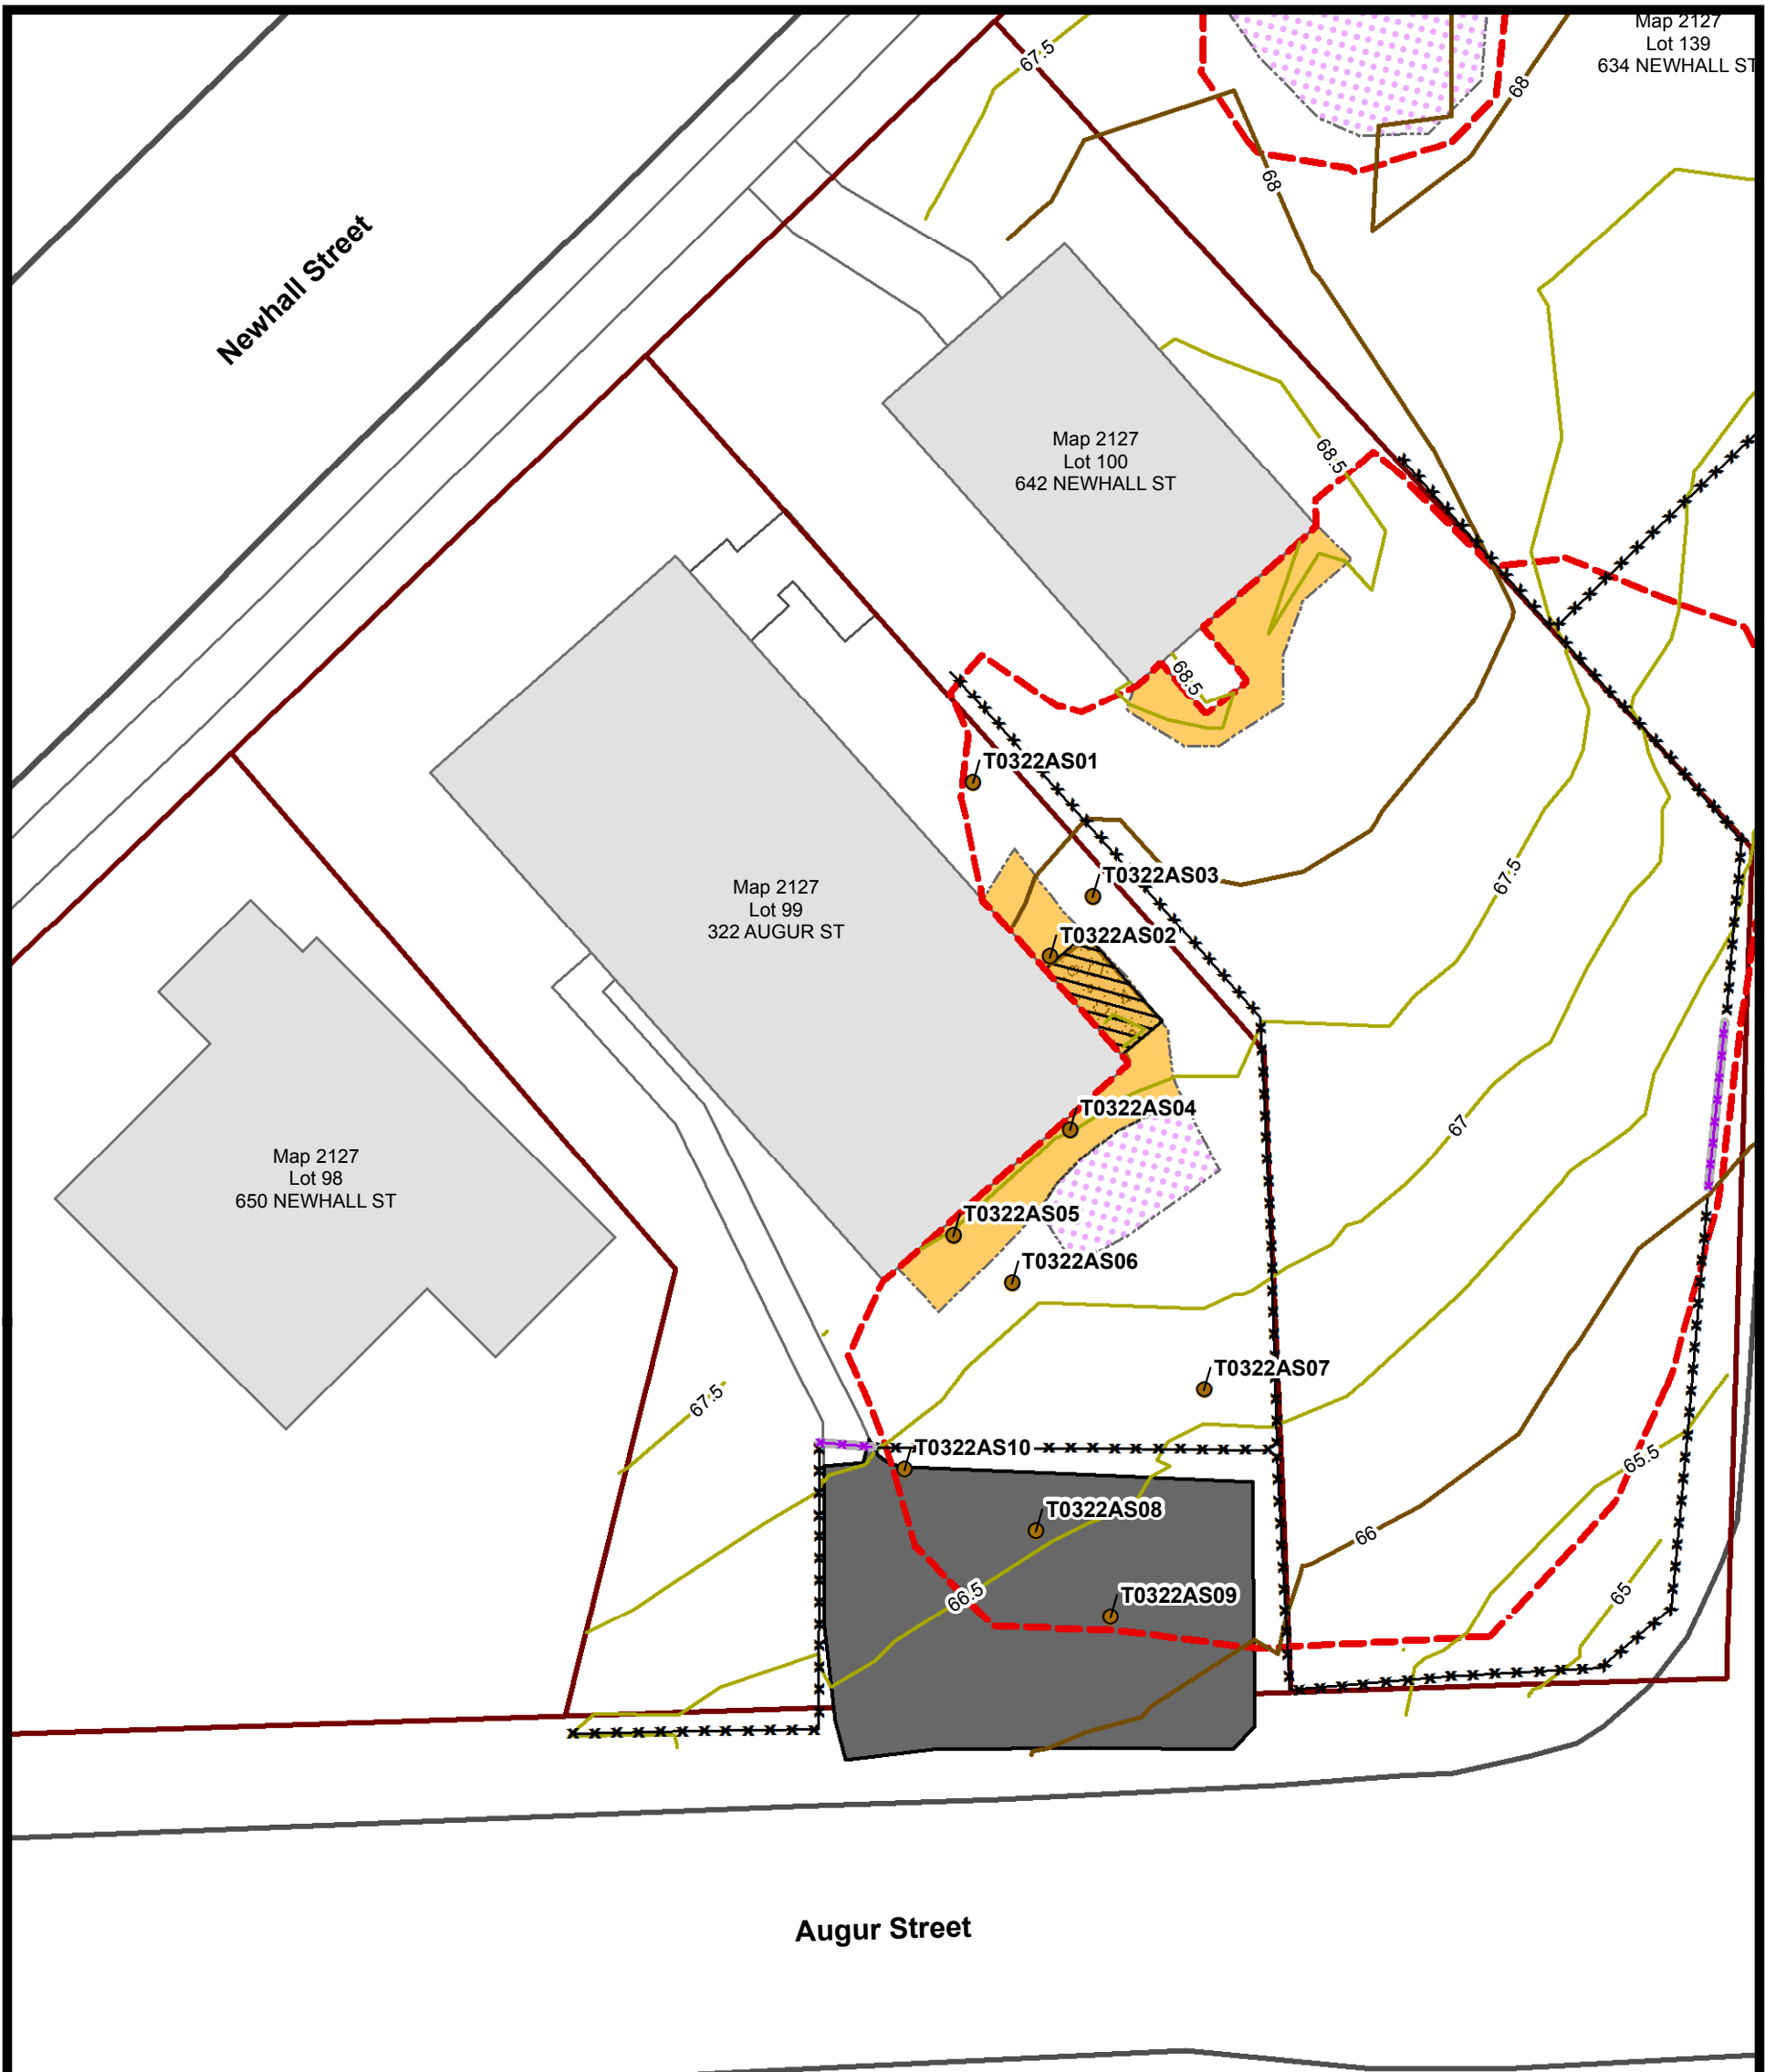 Map 2127
Lot 139
634 NEWHALL ST
67.5
68
68
Newhall Street
Map 2127
Lot 100
642 NEWHALL ST
68.5
68.5
T0322AS01
T0322AS03
67.5
Map 2127
Lot 99
322 AUGUR ST
T0322AS02
T0322AS04
67
Map 2127
Lot 98
650 NEWHALL ST
T0322AS05
T0322AS06
T0322AS07
67.5
T0322AS10
65.5
T0322AS08
66
T0322AS09
66.5
65
Augur Street